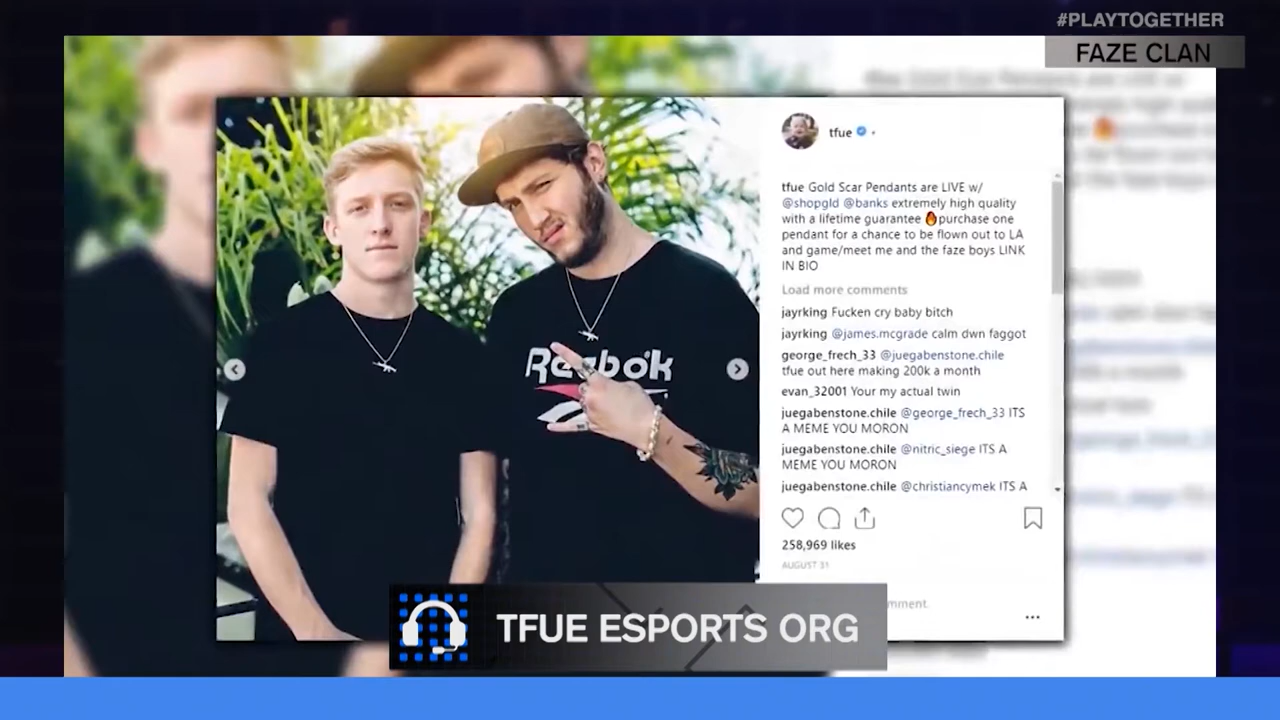 #PLAYTOGETHER
FAZE CLAN
tfue
tfue Gold Scar Pendants are LIVE w/
@shopgld @banks extremely high quality
with a lifetime guarantee 🔥purchase one
pendant for a chance to be flown out to LA
and game/meet me and the faze boys LINK
IN BIO
Load more comments
jayrking Fucken cry baby bitch
jayrking @james.mcgrade calm dwn faggot
george_frech_33 @juegabenstone.chile
tfue out here making 200k a month
evan_32001 Your my actual twin
juegabenstone.chile @george_frech_33 ITS
A MEME YOU MORON
juegabenstone.chile @nitric_siege ITS A
MEME YOU MORON
juegabenstone.chile @christiancymek ITS A
Reebok
258,969 likes
AUGUST 31
mment.
TFUE ESPORTS ORG